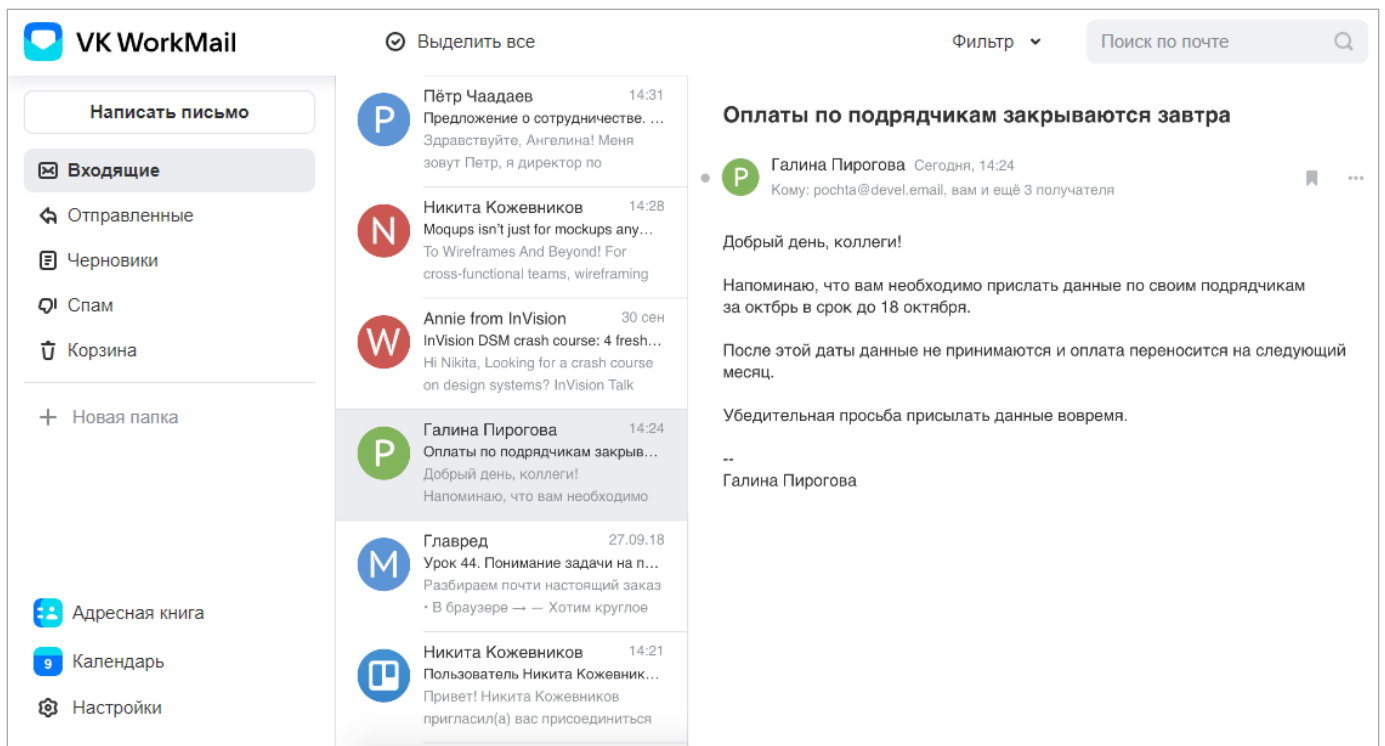 VK WorkMail
Выделить все
Фильтр
Поиск по почте
Написать письмо
Входящие
Отправленные
Черновики
Спам
Корзина
Новая папка
Адресная книга
9
Календарь
Настройки
P
Пётр Чаадаев 14:31
Предложение о сотрудничестве. ...
Здравствуйте, Ангелина! Меня
зовут Петр, я директор по
N
Никита Кожевников 14:28
Moqups isn't just for mockups any...
To Wireframes And Beyond! For
cross-functional teams, wireframing
W
Annie from InVision 30 сен
InVision DSM crash course: 4 fresh...
Hi Nikita, Looking for a crash course
on design systems? InVision Talk
P
Галина Пирогова 14:24
Оплаты по подрядчикам закрыв...
Добрый день, коллеги!
Напоминаю, что вам необходимо
M
Главред 27.09.18
Урок 44. Понимание задачи на п...
Разбираем почти настоящий заказ
• В браузере → — Хотим круглое
Никита Кожевников 14:21
Пользователь Никита Кожевник...
Привет! Никита Кожевников
пригласил(а) вас присоединиться
Оплаты по подрядчикам закрываются завтра
P
Галина Пирогова Сегодня, 14:24
Кому: pochta@devel.email, вам и ещё 3 получателя
Добрый день, коллеги!
Напоминаю, что вам необходимо прислать данные по своим подрядчикам
за октбрь в срок до 18 октября.
После этой даты данные не принимаются и оплата переносится на следующий
месяц.
Убедительная просьба присылать данные вовремя.
--
Галина Пирогова